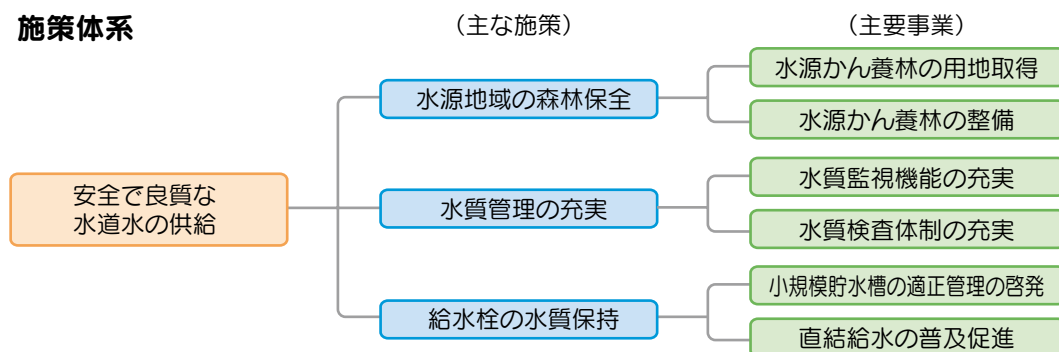 施策体系
(主な施策)
(主要事業)
安全で良質な
水道水の供給
水源地域の森林保全
水源かん養林の用地取得
水源かん養林の整備
水質管理の充実
水質監視機能の充実
水質検査体制の充実
給水栓の水質保持
小規模貯水槽の適正管理の啓発
直結給水の普及促進